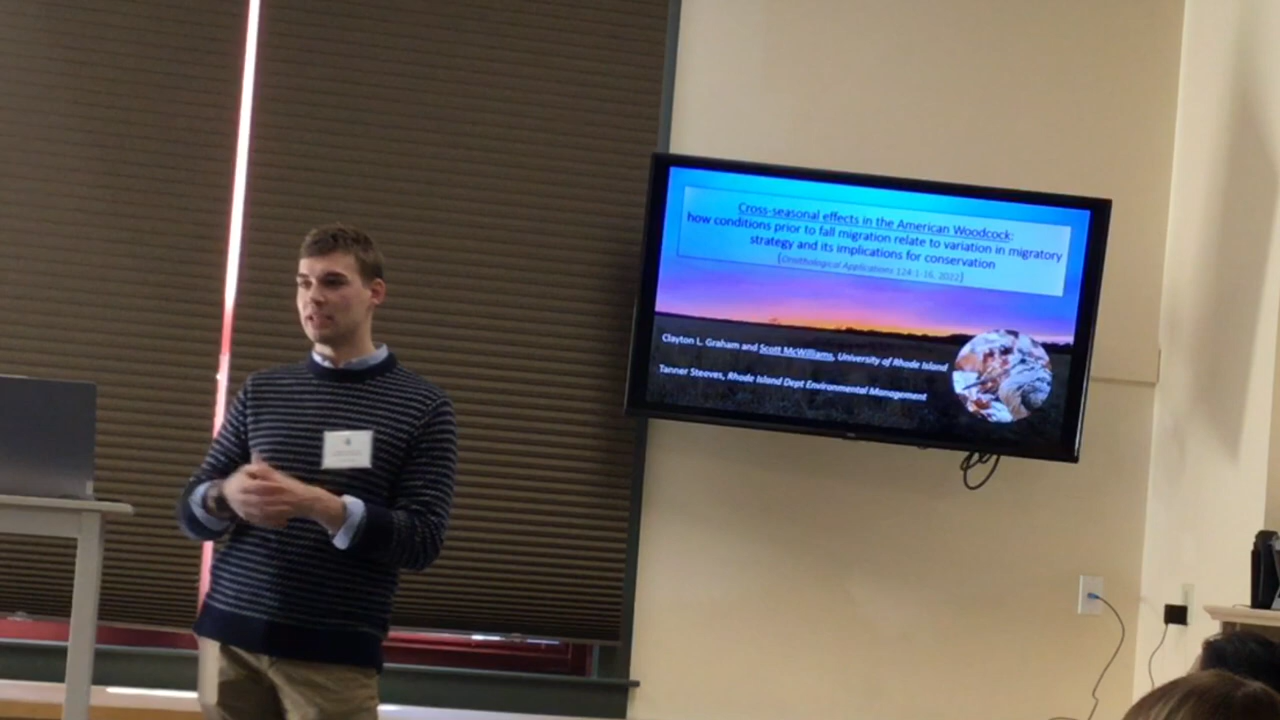 Cross-seasonal effects in the American Woodcock:
how conditions prior to fall migration relate to variation in migratory
strategy and its implications for conservation
(Ornithological Applications 124:1-16, 2022)
Clayton L. Graham and Scott McWilliams, University of Rhode Island
Tanner Steeves, Rhode Island Dept Environmental Management